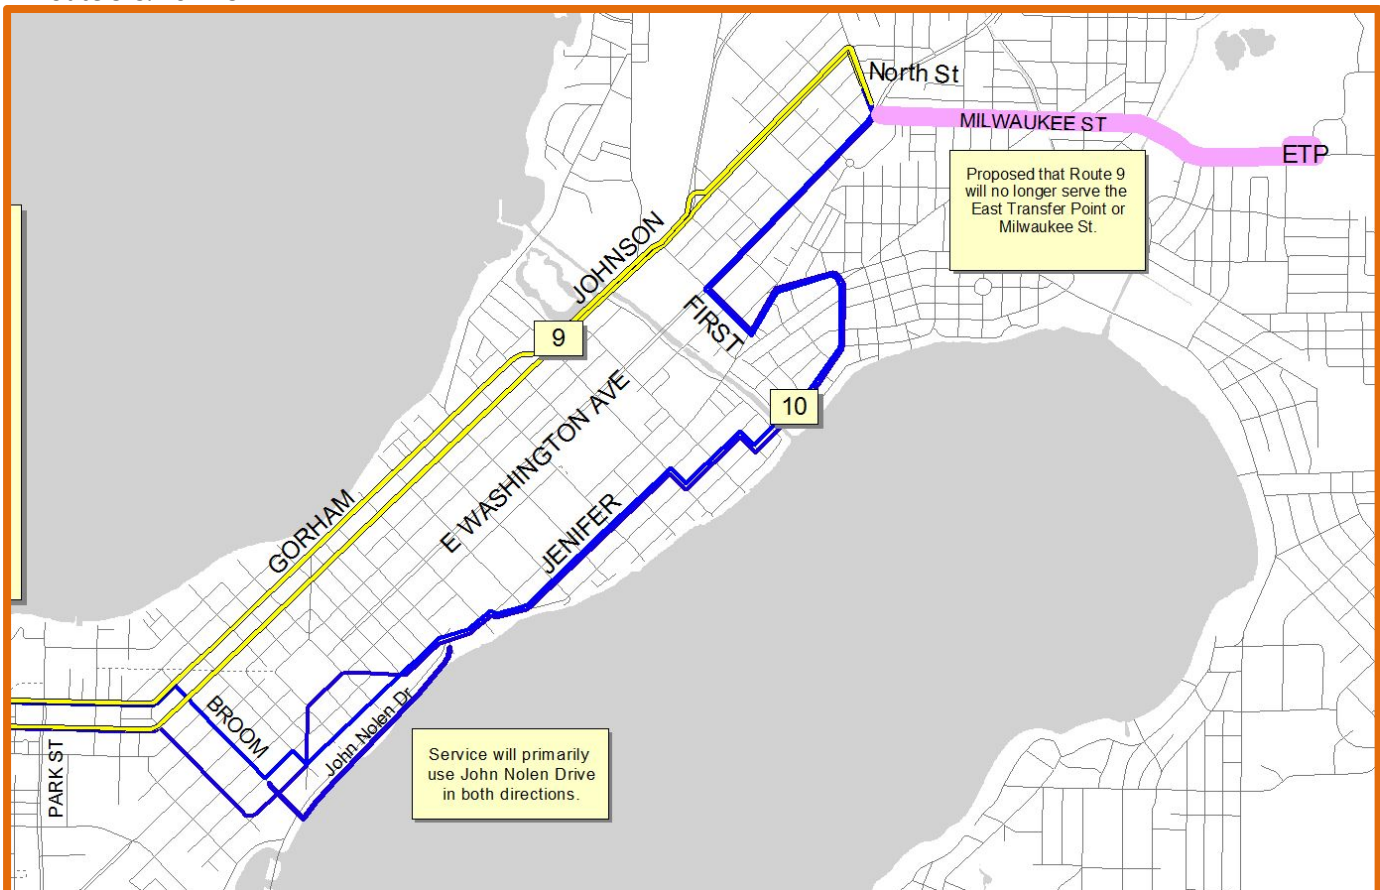 North St
MILWAUKEE ST
ETP
Proposed that Route 9
will no longer serve the
East Transfer Point or
Milwaukee St.
JOHNSON
FIRST
9
10
E WASHINGTON AVE
GORHAM
JENIFER
BROOM
John Nolen Dr
PARK ST
Service will primarily
use John Nolen Drive
in both directions.